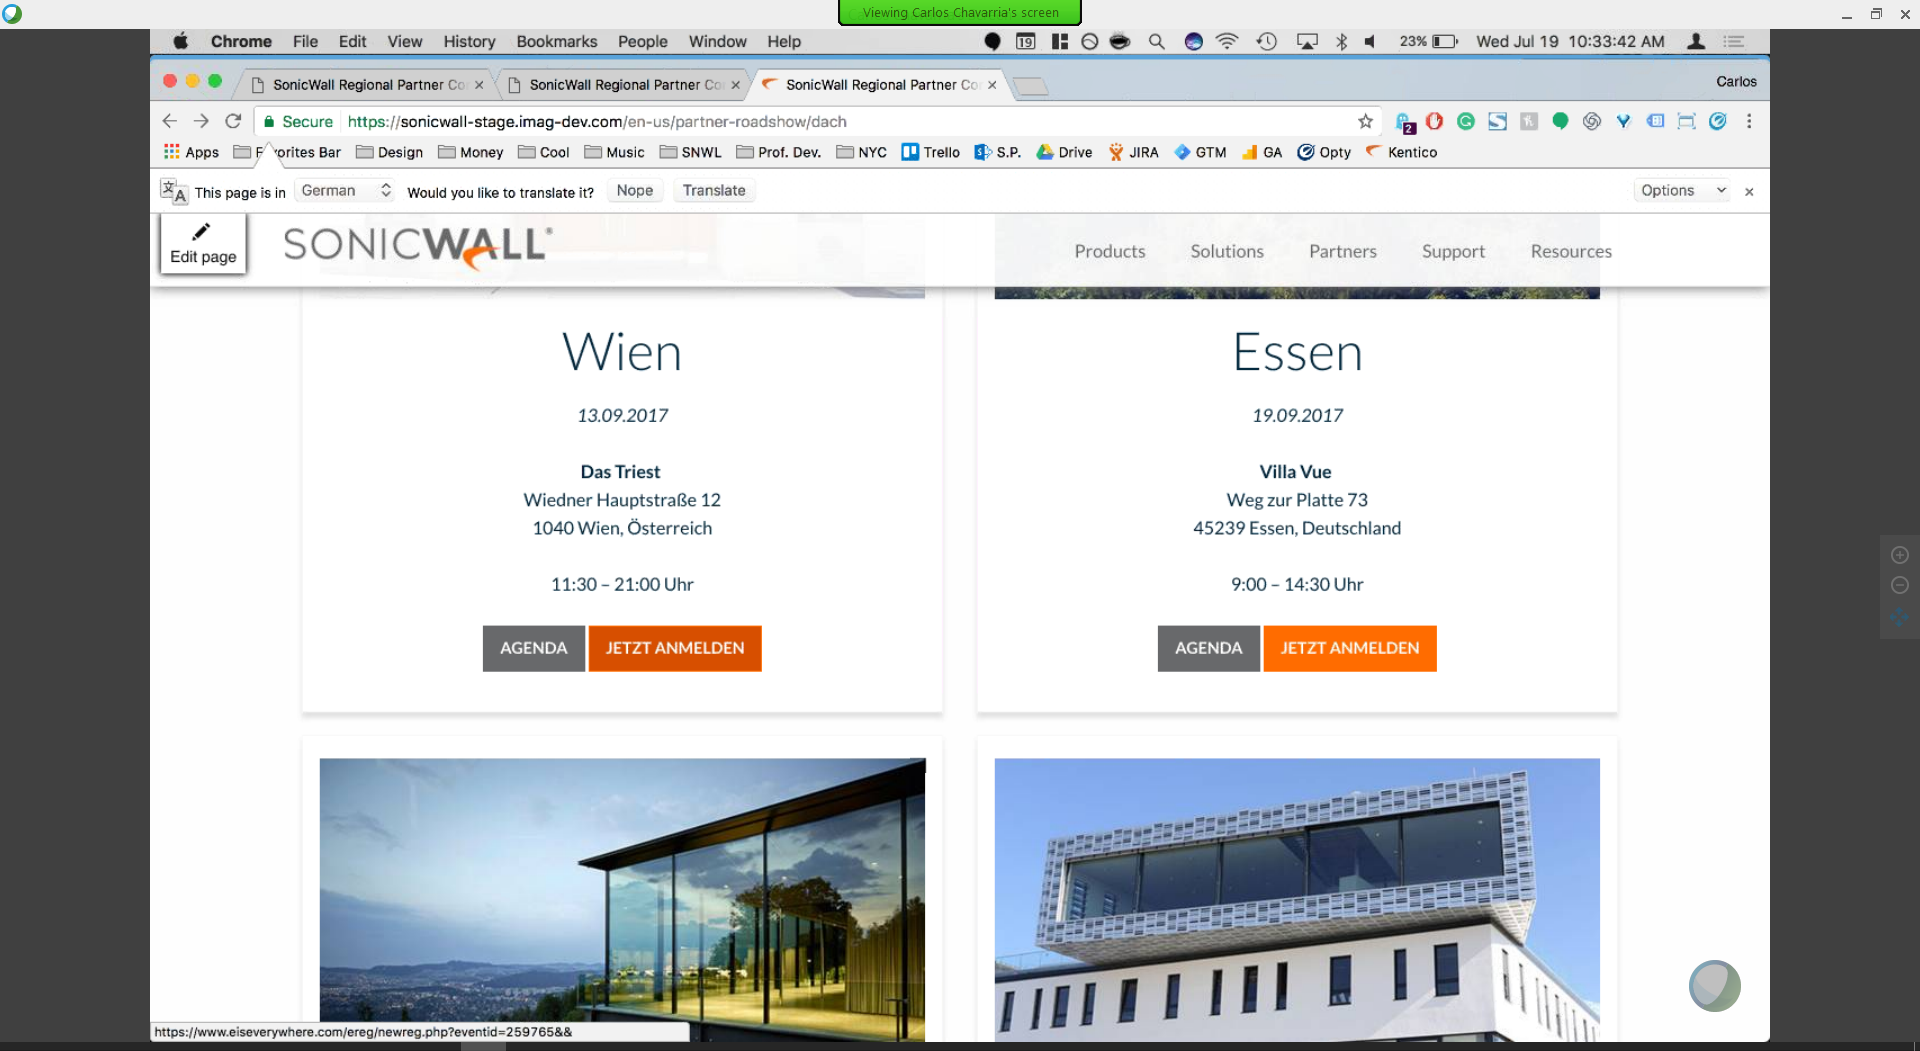 Viewing Carlos Chavarria's screen
Chrome File Edit View History Bookmarks People Window Help 19 23% Wed Jul 19 10:33:42 AM
SonicWall Regional Partner Co SonicWall Regional Partner Co SonicWall Regional Partner Co Carlos
Secure https://sonicwall-stage.imag-dev.com/en-us/partner-roadshow/dach 2
Apps Bar Design Money Cool Music SNWL Prof. Dev. NYC Trello S.P. Drive JIRA GTM GA Opty Kentico
This page is in German Would you like to translate it? Nope Translate Options
Edit page
SONICWALL
Products Solutions Partners Support Resources
Wien
13.09.2017
Das Triest
Wiedner Hauptstraße 12
1040 Wien, Österreich
11:30 – 21:00 Uhr
AGENDA JETZT ANMELDEN
Essen
19.09.2017
Villa Vue
Weg zur Platte 73
45239 Essen, Deutschland
9:00 – 14:30 Uhr
AGENDA JETZT ANMELDEN
https://www.eiseverywhere.com/ereg/newreg.php?eventid=259765&&